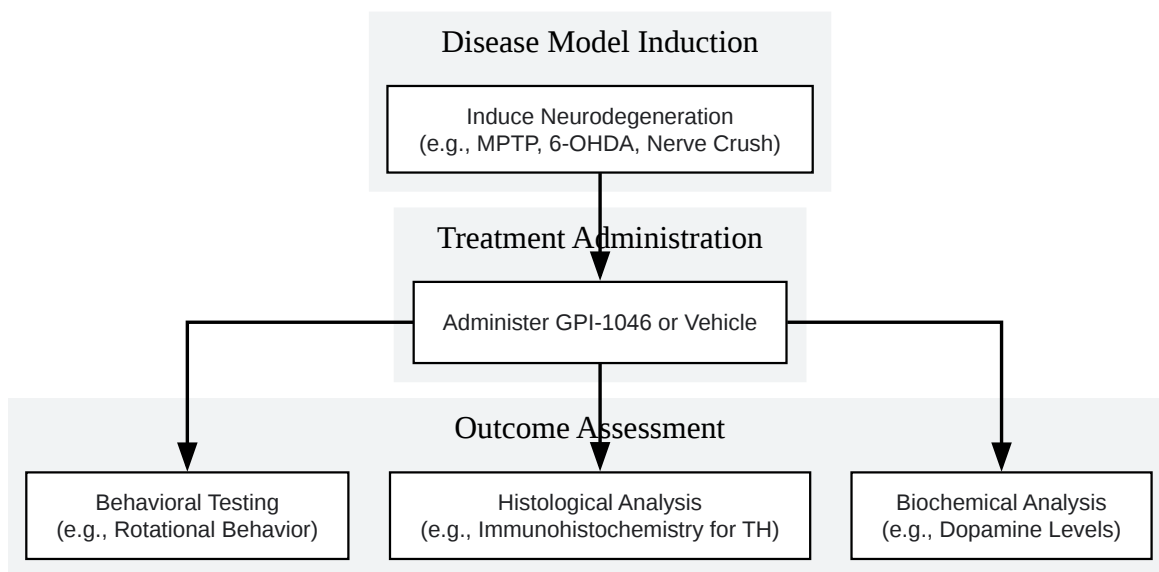 Disease Model Induction
Induce Neurodegeneration
(e.g., MPTP, 6-OHDA, Nerve Crush)
Treatment Administration
Administer GPI-1046 or Vehicle
Outcome Assessment
Behavioral Testing
(e.g., Rotational Behavior)
Histological Analysis
(e.g., Immunohistochemistry for TH)
Biochemical Analysis
(e.g., Dopamine Levels)